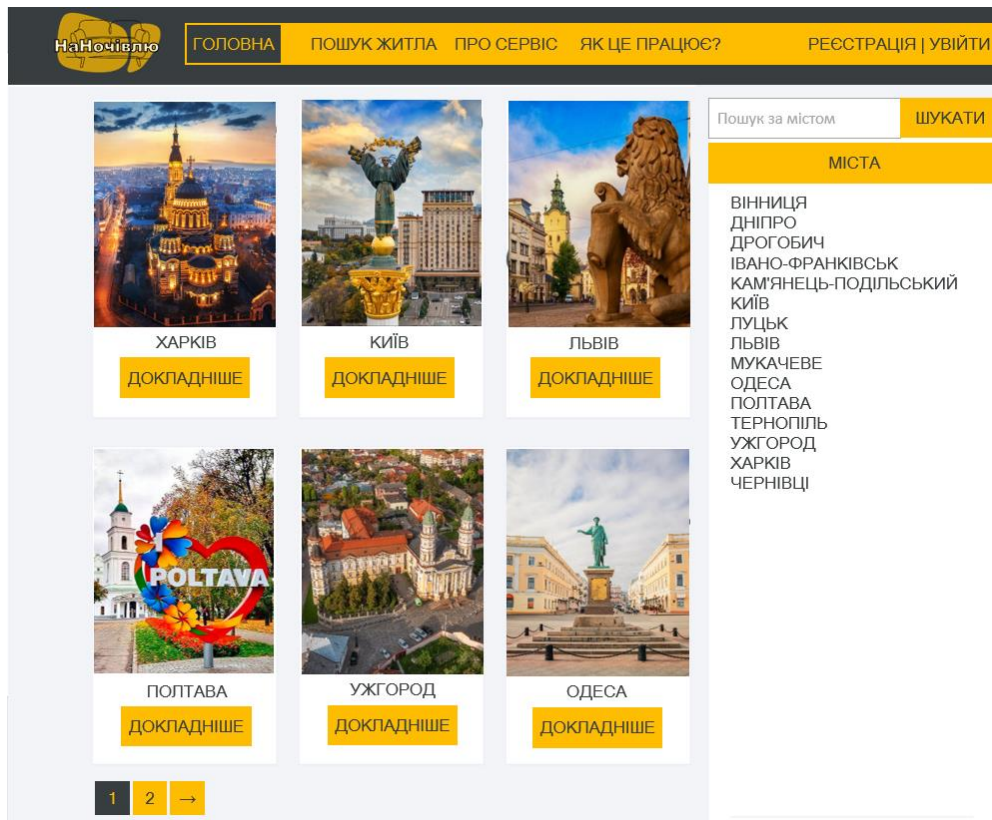 НаНочівлю
ГОЛОВНА ПОШУК ЖИТЛА ПРО СЕРВІС ЯК ЦЕ ПРАЦЮЄ? РЕЄСТРАЦІЯ | УВІЙТИ
ХАРКІВ
ДОКЛАДНІШЕ
КИЇВ
ДОКЛАДНІШЕ
ЛЬВІВ
ДОКЛАДНІШЕ
POLTAVA
ПОЛТАВА
ДОКЛАДНІШЕ
УЖГОРОД
ДОКЛАДНІШЕ
ОДЕСА
ДОКЛАДНІШЕ
1 2 →
Пошук за містом ШУКАТИ
МІСТА
ВІННИЦЯ
ДНІПРО
ДРОГОБИЧ
ІВАНО-ФРАНКІВСЬК
КАМ'ЯНЕЦЬ-ПОДІЛЬСЬКИЙ
КИЇВ
ЛУЦЬК
ЛЬВІВ
МУКАЧЕВЕ
ОДЕСА
ПОЛТАВА
ТЕРНОПІЛЬ
УЖГОРОД
ХАРКІВ
ЧЕРНІВЦІ